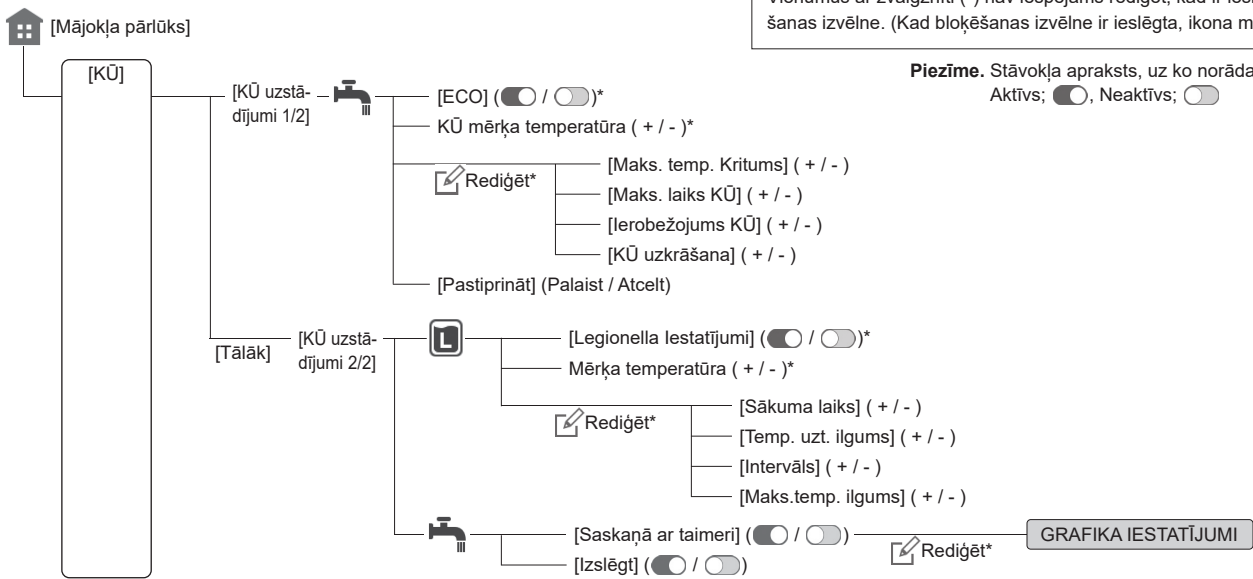 Vienumus ar zvaigznīti (*) nav iespējams rediģēt, kad ir
šanas izvēlne. (Kad bloķēšanas izvēlne ir ieslēgta, ikona
Piezīme. Stāvokļa apraksts, uz ko norāda
Aktīvs; , Neaktīvs;
[Mājokļa pārlūks]
[KŪ]
[KŪ uzstā-
dījumi 1/2]
[ECO] ( / )*
KŪ mērķa temperatūra ( + / - )*
Rediģēt*
[Maks. temp. Kritums] ( + / - )
[Maks. laiks KŪ] ( + / - )
[Ierobežojums KŪ] ( + / - )
[KŪ uzkrāšana] ( + / - )
[Pastiprināt] (Palaist / Atcelt)
[Tālāk]
[KŪ uzstā-
dījumi 2/2]
L
[Legionella Iestatījumi] ( / )*
Mērķa temperatūra ( + / - )*
Rediģēt*
[Sākuma laiks] ( + / - )
[Temp. uzt. ilgums] ( + / - )
[Intervāls] ( + / - )
[Maks.temp. ilgums] ( + / - )
[Saskaņā ar taimeri] ( / )
Rediģēt*
GRAFIKA IESTATĪJUMI
[Izslēgt] ( / )